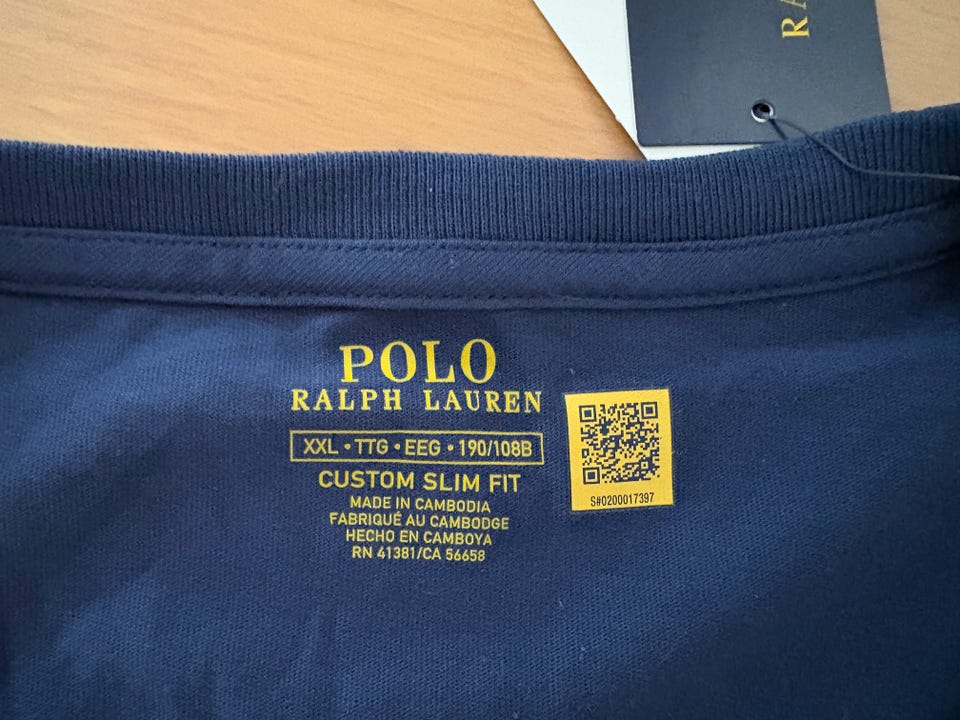 RA
POLO
RALPH LAUREN
XXL • TTG • EEG • 190/108B
CUSTOM SLIM FIT
MADE IN CAMBODIA
FABRIQUÉ AU CAMBODGE
HECHO EN CAMBOYA
RN 41381/CA 56658
S#0200017397